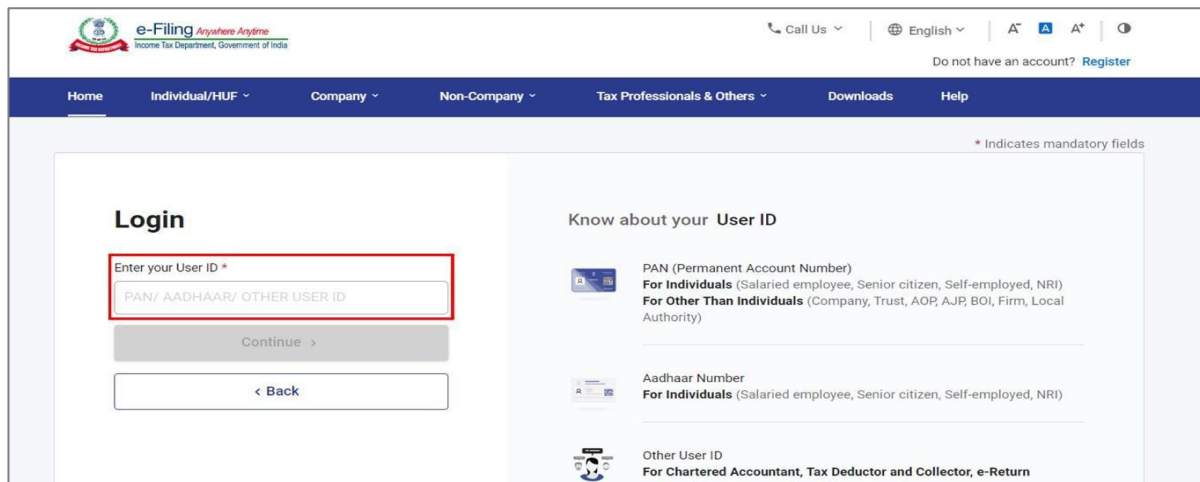 e-Filing Anywhere Anytime
Income Tax Department, Government of India
Call Us
English
A- A A+
Do not have an account? Register
Home Individual/HUF Company Non-Company Tax Professionals & Others Downloads Help
* Indicates mandatory fields
Login
Enter your User ID *
PAN/ AADHAAR/ OTHER USER ID
Continue >
< Back
Know about your User ID
PAN (Permanent Account Number)
For Individuals (Salaried employee, Senior citizen, Self-employed, NRI)
For Other Than Individuals (Company, Trust, AOP, AJP, BOI, Firm, Local
Authority)
Aadhaar Number
For Individuals (Salaried employee, Senior citizen, Self-employed, NRI)
Other User ID
For Chartered Accountant, Tax Deductor and Collector, e-Return